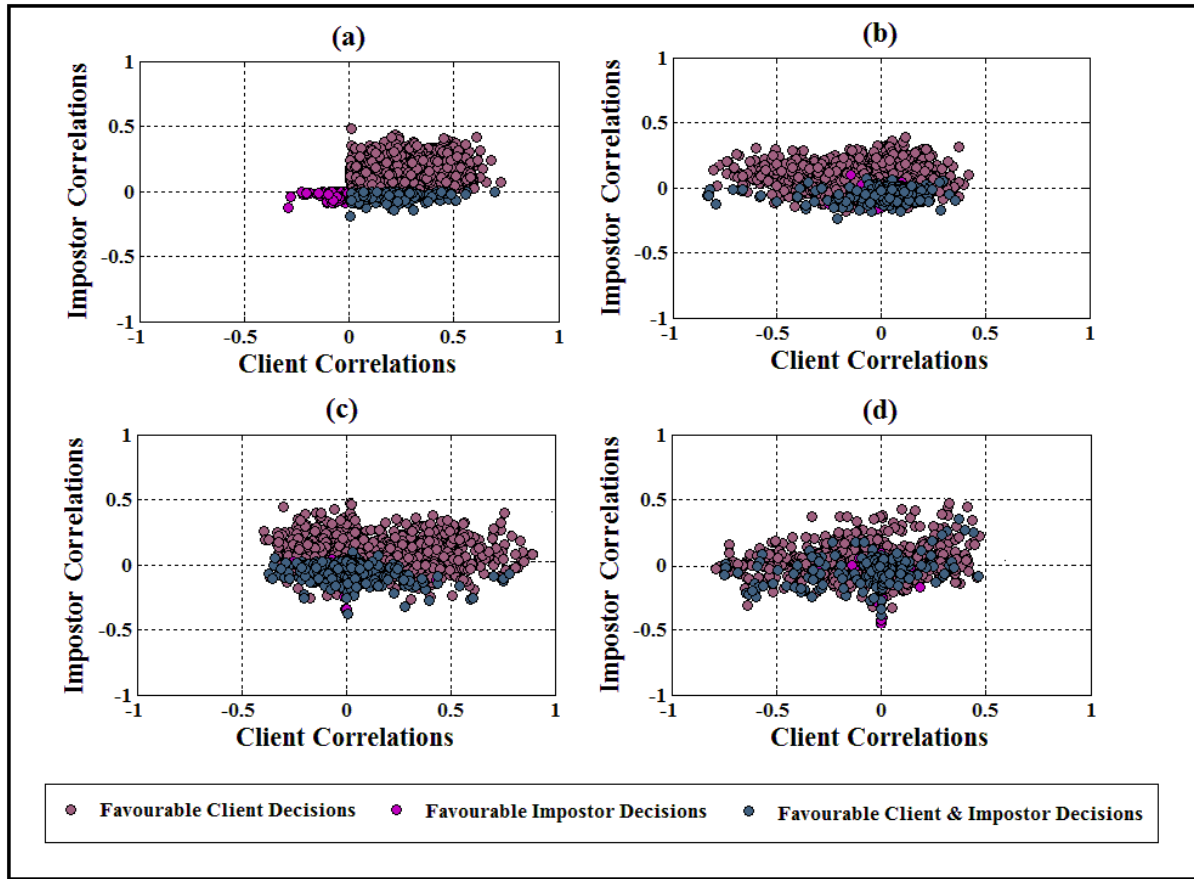 (a)
1
0.5
0
-0.5
-1
-1 -0.5 0 0.5 1
Impostor Correlations
Client Correlations
(b)
1
0.5
0
-0.5
-1
-1 -0.5 0 0.5 1
Impostor Correlations
Client Correlations
(c)
1
0.5
0
-0.5
-1
-1 -0.5 0 0.5 1
Impostor Correlations
Client Correlations
(d)
1
0.5
0
-0.5
-1
-1 -0.5 0 0.5 1
Impostor Correlations
Client Correlations
Favourable Client Decisions Favourable Impostor Decisions Favourable Client & Impostor Decisions